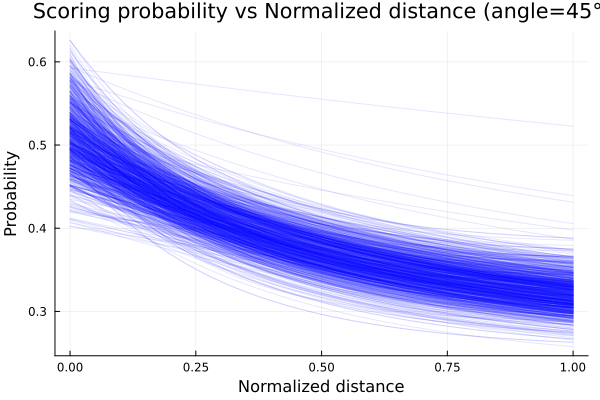 Scoring probability vs Normalized distance (angle=45°
Probability
0.6
0.5
0.4
0.3
0.00 0.25 0.50 0.75 1.00
Normalized distance